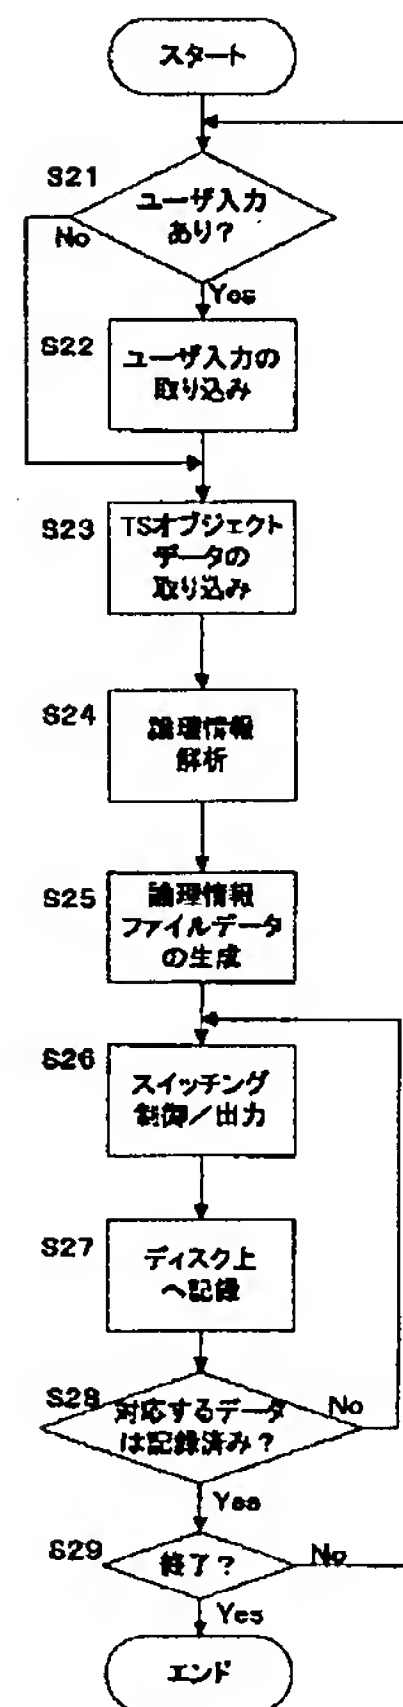 スタート
S21
ユーザ入力
あり?
No
Yes
S22
ユーザ入力の
取り込み
S23
TSオブジェクト
データの
取り込み
S24
論理情報
解析
S25
論理情報
ファイルデータ
の生成
S26
スイッチング
制御/出力
S27
ディスク上
へ記録
S28
対応するデータ
は記録済み?
No
Yes
S29
終了?
No
Yes
エンド